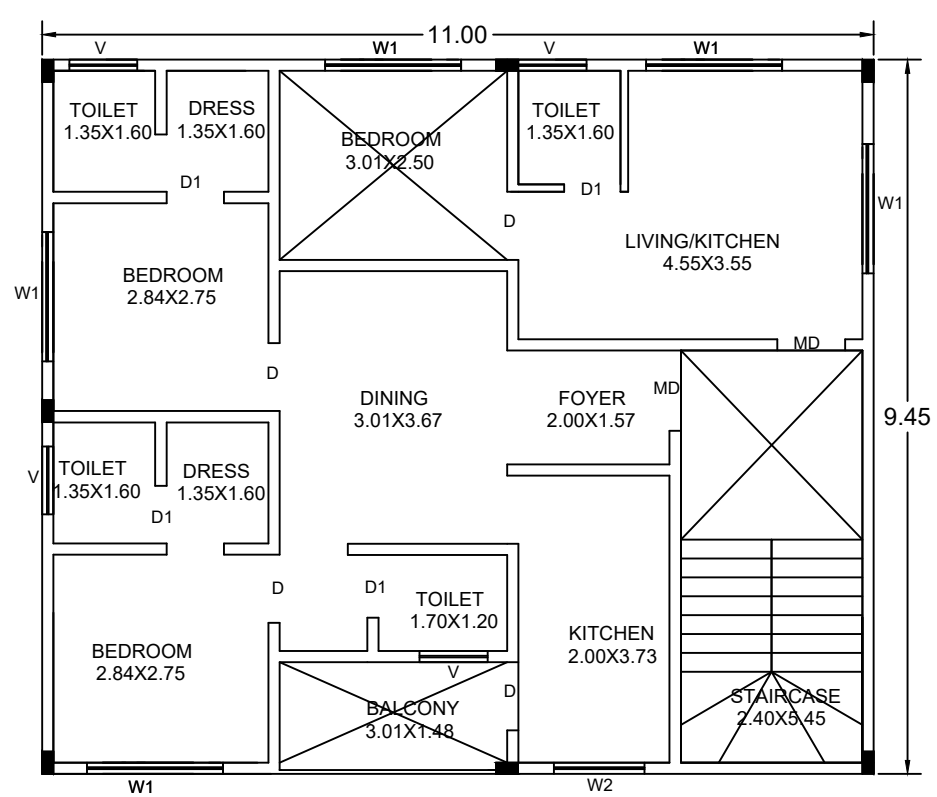 11.00
V
W1
V
W1
TOILET
1.35X1.60
DRESS
1.35X1.60
BEDROOM
3.01X2.50
TOILET
1.35X1.60
D1
D1
W1
D
LIVING/KITCHEN
4.55X3.55
BEDROOM
2.84X2.75
W1
MD
D
DINING
3.01X3.67
FOYER
2.00X1.57
MD
9.45
V
TOILET
1.35X1.60
DRESS
1.35X1.60
D1
D
D1
TOILET
1.70X1.20
KITCHEN
2.00X3.73
BEDROOM
2.84X2.75
V
D
BALCONY
3.01X1.48
STAIRCASE
2.40X5.45
W1
W2